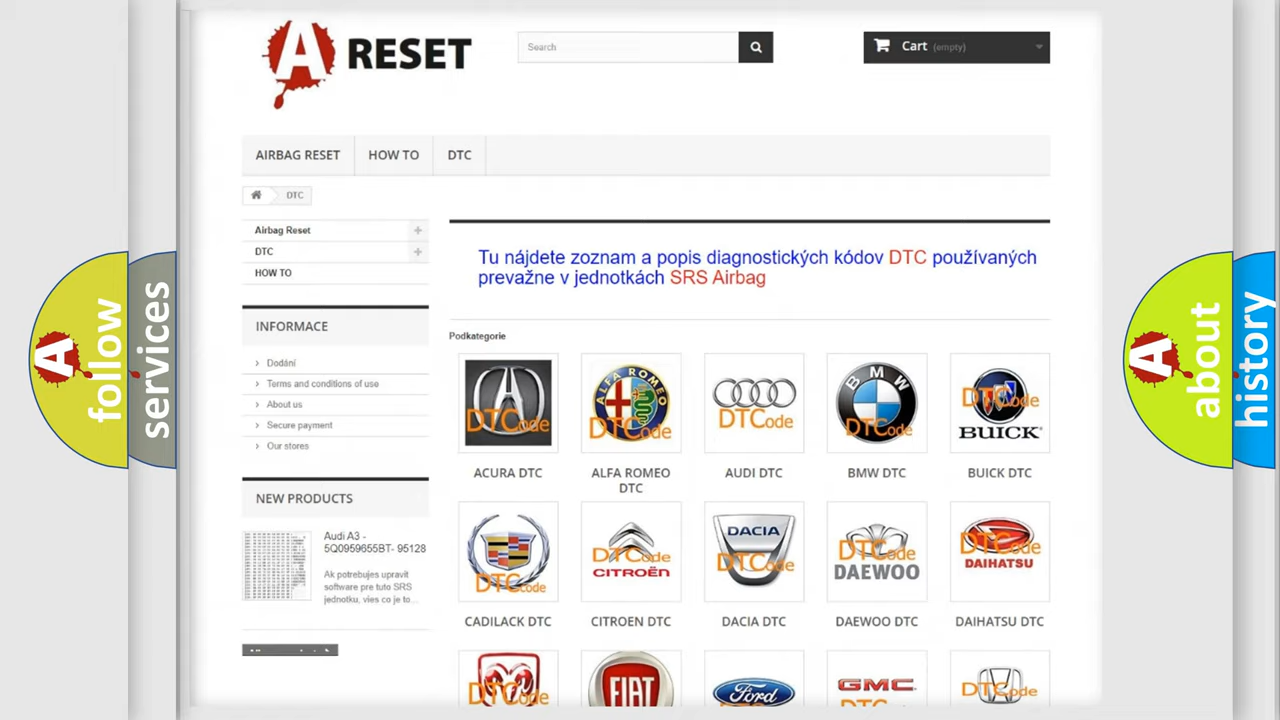 A RESET
Search
Cart (empty)
AIRBAG RESET
HOW TO
DTC
DTC
Airbag Reset
DTC
HOW TO
Tu nájdete zoznam a popis diagnostických kódov DTC používaných
prevažne v jednotkách SRS Airbag
INFORMACE
Dodání
Terms and conditions of use
About us
Secure payment
Our stores
NEW PRODUCTS
Audi A3 -
5Q0959655BT- 95128
Ak potrebujes upravit
software pre tuto SRS
jednotku, vies co je to...
Podkategorie
DTCode
ALFA ROMEO
DTCode
DTCode
BMW
DTCode
DTCode
BUICK
ACURA DTC
ALFA ROMEO
DTC
AUDI DTC
BMW DTC
BUICK DTC
DTCode
DTCode
CITROËN
DACIA
DTCode
DTCode
DAEWOO
DTCode
DAIHATSU
CADILACK DTC
CITROEN DTC
DACIA DTC
DAEWOO DTC
DAIHATSU DTC
DTCode
FIAT
Ford
GMC
DTCode
A follow
services
A about
history